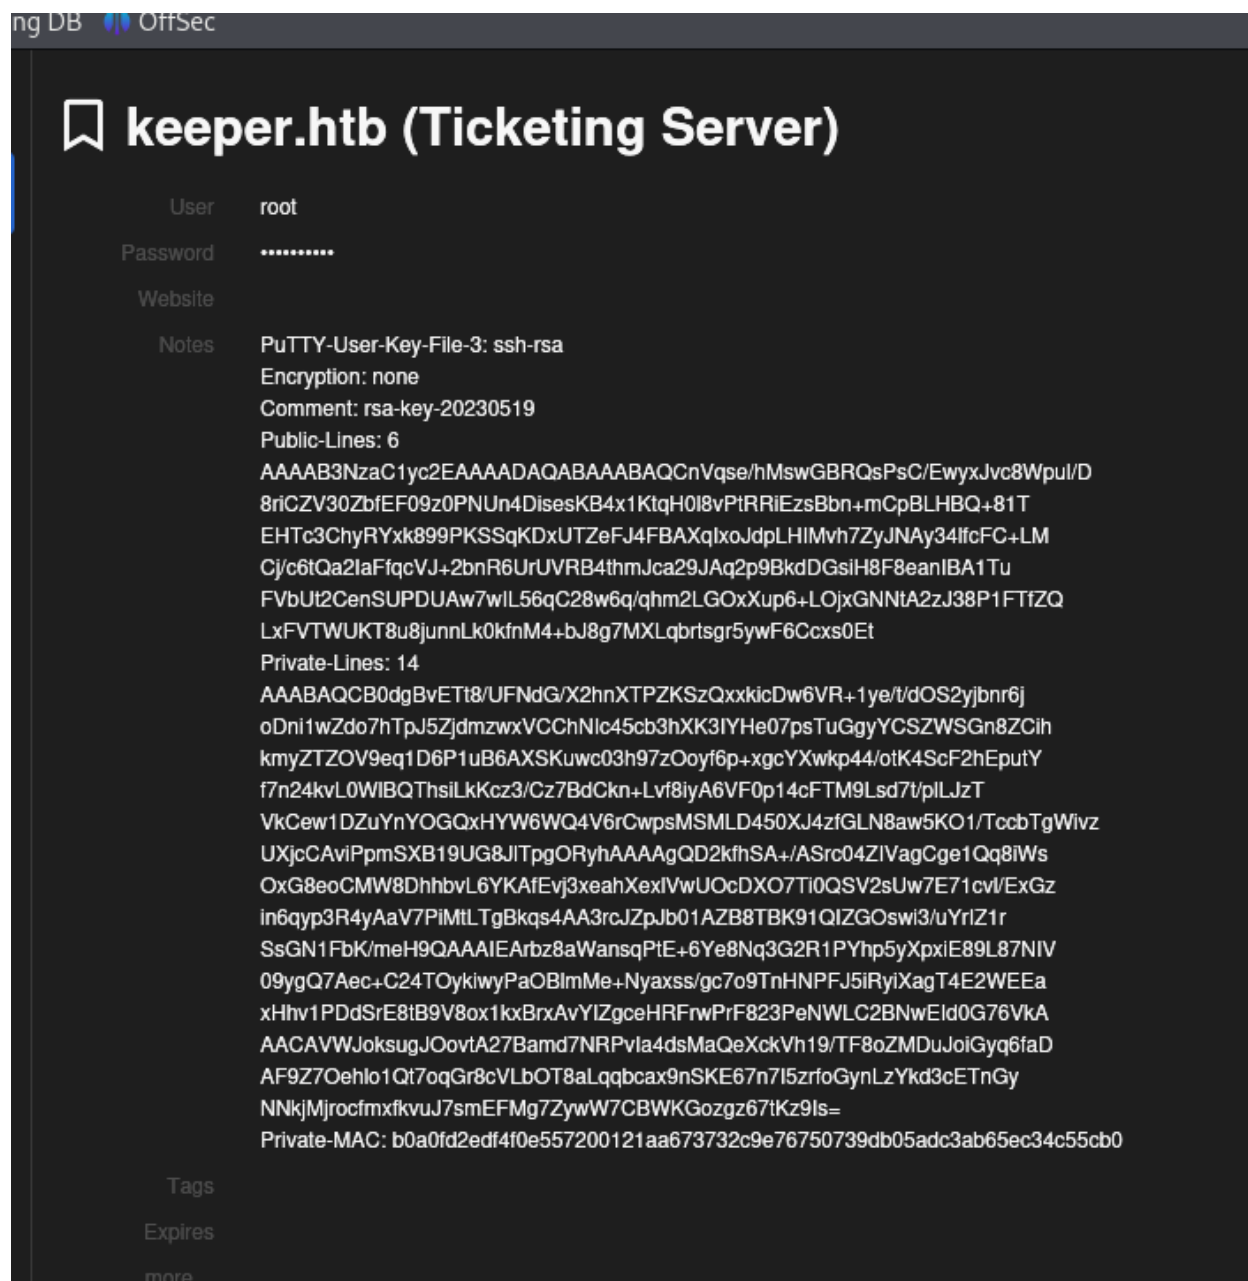 ng DB OffSec
keeper.htb (Ticketing Server)
User root
Password ••••••••••
Website
Notes PuTTY-User-Key-File-3: ssh-rsa
Encryption: none
Comment: rsa-key-20230519
Public-Lines: 6
AAAAB3NzaC1yc2EAAAADAQABAAABAQCnVqse/hMswGBRQsPsC/EwyxJvc8Wpul/D
8riCZV30ZbfEF09z0PNUn4DisesKB4x1KtqH0l8vPtRRiEzsBbn+mCpBLHBQ+81T
EHTc3ChyRYxk899PKSSqKDxUTZeFJ4FBAXqIxoJdpLHIMvh7ZyJNAy34lfcFC+LM
Cj/c6tQa2IaFfqcVJ+2bnR6UrUVRB4thmJca29JAq2p9BkdDGsiH8F8eanIBA1Tu
FVbUt2CenSUPDUAw7wIL56qC28w6q/qhm2LGOxXup6+LOjxGNNtA2zJ38P1FTfZQ
LxFVTWUKT8u8junnLk0kfnM4+bJ8g7MXLqbrtsgr5ywF6Ccxs0Et
Private-Lines: 14
AAABAQCB0dgBvETt8/UFNdG/X2hnXTPZKSzQxxkicDw6VR+1ye/t/dOS2yjbnr6j
oDni1wZdo7hTpJ5ZjdmzwxVCChNIc45cb3hXK3IYHe07psTuGgyYCSZWSGn8ZCih
kmyZTZOV9eq1D6P1uB6AXSKuwc03h97zOoyf6p+xgcYXwkp44/otK4ScF2hEputY
f7n24kvL0WlBQThsiLkKcz3/Cz7BdCkn+Lvf8iyA6VF0p14cFTM9Lsd7t/plLJzT
VkCew1DZuYnYOGQxHYW6WQ4V6rCwpsMSMLD450XJ4zfGLN8aw5KO1/TccbTgWivz
UXjcCAviPpmSXB19UG8JlTpgORyhAAAAgQD2kfhSA+/ASrc04ZIVagCge1Qq8iWs
OxG8eoCMW8DhhbvL6YKAfEvj3xeahXexlVwUOcDXO7Ti0QSV2sUw7E71cvl/ExGz
in6qyp3R4yAaV7PiMtLTgBkqs4AA3rcJZpJb01AZB8TBK91QIZGOswi3/uYrIZ1r
SsGN1FbK/meH9QAAAIEArbz8aWansqPtE+6Ye8Nq3G2R1PYhp5yXpxiE89L87NIV
09ygQ7Aec+C24TOykiwyPaOBlmMe+Nyaxss/gc7o9TnHNPFJ5iRyiXagT4E2WEEa
xHhv1PDdSrE8tB9V8ox1kxBrxAvYIZgceHRFrwPrF823PeNWLC2BNwEId0G76VkA
AACAVWJoksugJOovtA27Bamd7NRPvIa4dsMaQeXckVh19/TF8oZMDuJoiGyq6faD
AF9Z7Oehlo1Qt7oqGr8cVLbOT8aLqqbcax9nSKE67n7I5zrfoGynLzYkd3cETnGy
NNkjMjrocfmxfkvuJ7smEFMg7ZywW7CBWKGozgz67tKz9Is=
Private-MAC: b0a0fd2edf4f0e557200121aa673732c9e76750739db05adc3ab65ec34c55cb0
Tags
Expires
more